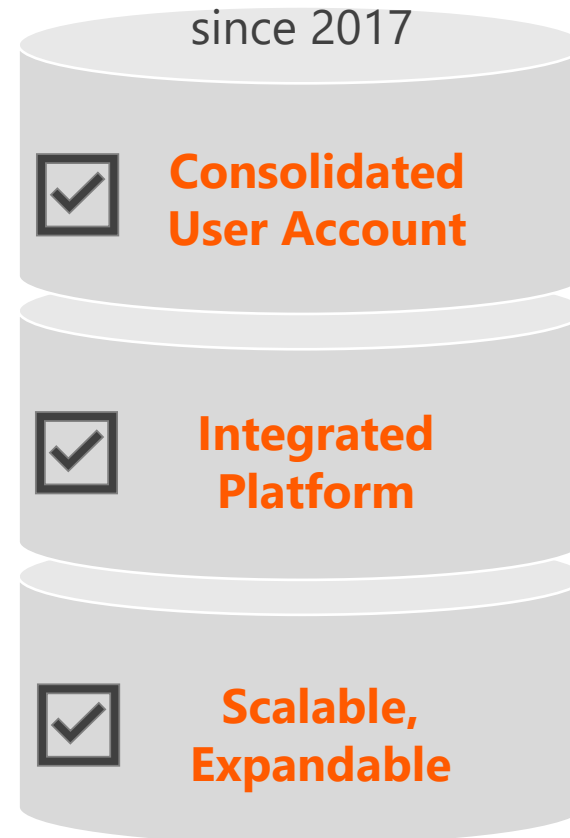 since 2017
Consolidated
User Account
Integrated
Platform
Scalable,
Expandable